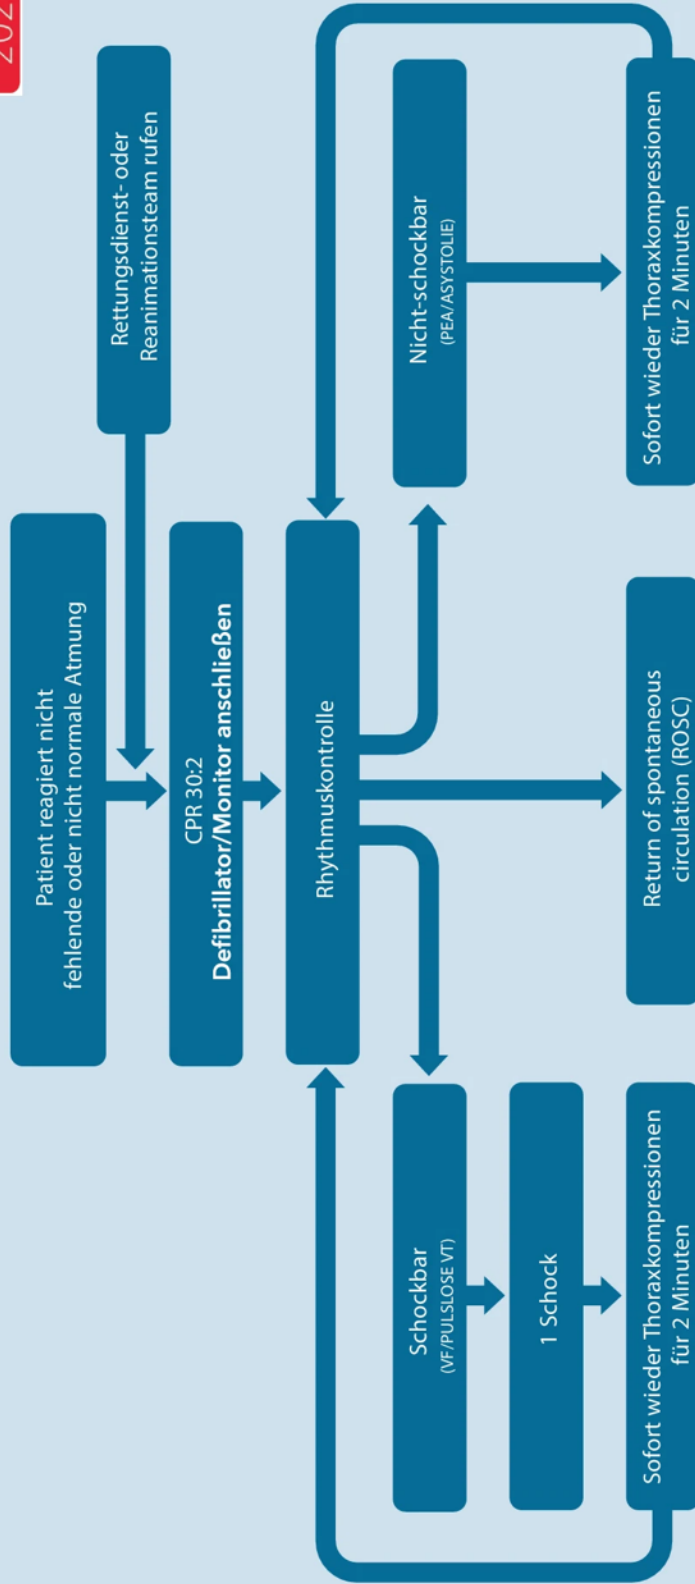 202
Patient reagiert nicht
fehlende oder nicht normale Atmung
Rettungsdienst- oder
Reanimationsteam rufen
CPR 30:2
Defibrillator/Monitor anschließen
Rhythmuskontrolle
Schockbar
(VF/PULSLOSE VT)
Nicht-schockbar
(PEA/ASYSTOLIE)
1 Schock
Sofort wieder Thoraxkompressionen
für 2 Minuten
Return of spontaneous
circulation (ROSC)
Sofort wieder Thoraxkompressionen
für 2 Minuten